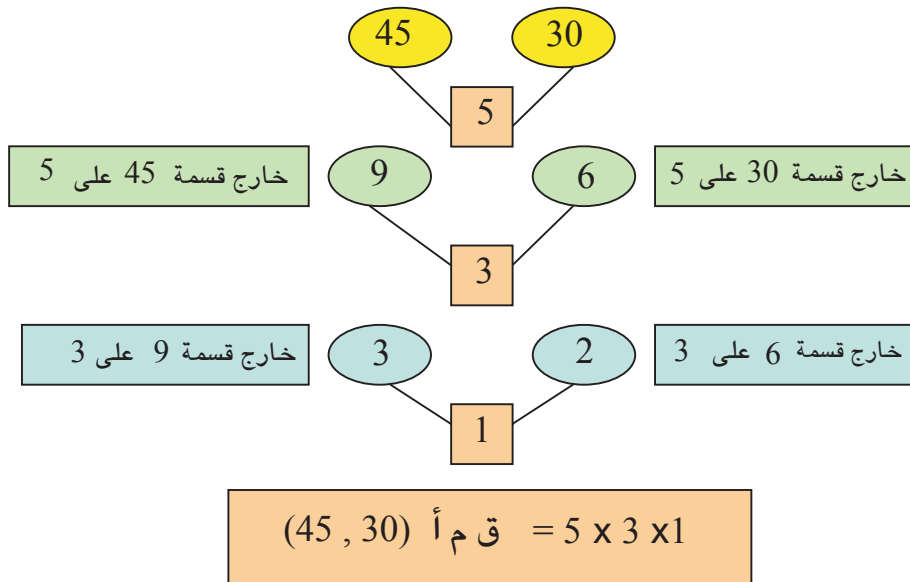 45 30
5
خارج قسمة 45 على 5 9 6 خارج قسمة 30 على 5
3
خارج قسمة 9 على 3 3 2 خارج قسمة 6 على 3
1
(45 , 30) ق م أ = 5 x 3 x1